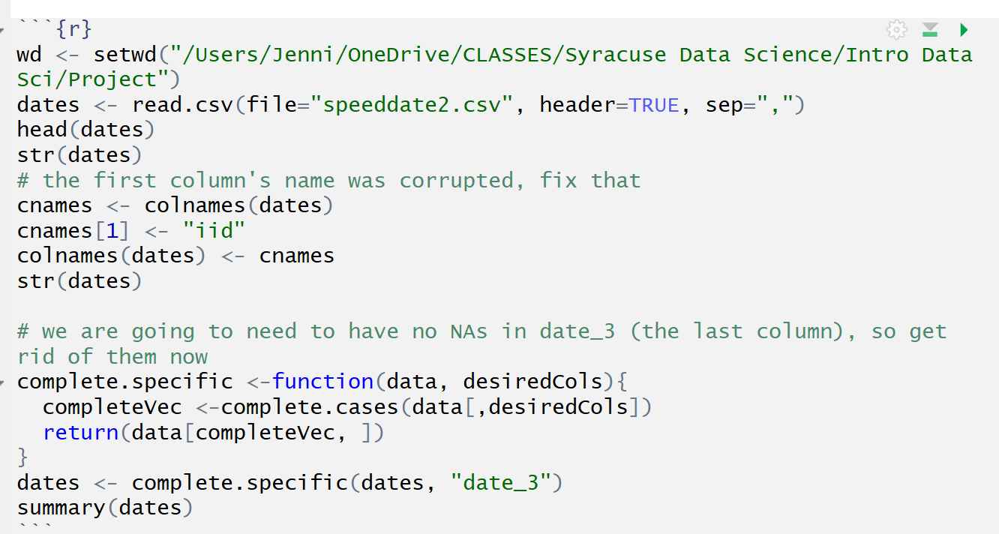 ```{r}
wd <- setwd("/Users/Jenni/OneDrive/CLASSES/Syracuse Data Science/Intro Data
Sci/Project")
dates <- read.csv(file="speeddate2.csv", header=TRUE, sep=",")
head(dates)
str(dates)
# the first column's name was corrupted, fix that
cnames <- colnames(dates)
cnames[1] <- "iid"
colnames(dates) <- cnames
str(dates)

# we are going to need to have no NAs in date_3 (the last column), so get
rid of them now
complete.specific <-function(data, desiredCols){
  completeVec <-complete.cases(data[,desiredCols])
  return(data[completeVec, ])
}
dates <- complete.specific(dates, "date_3")
summary(dates)
```